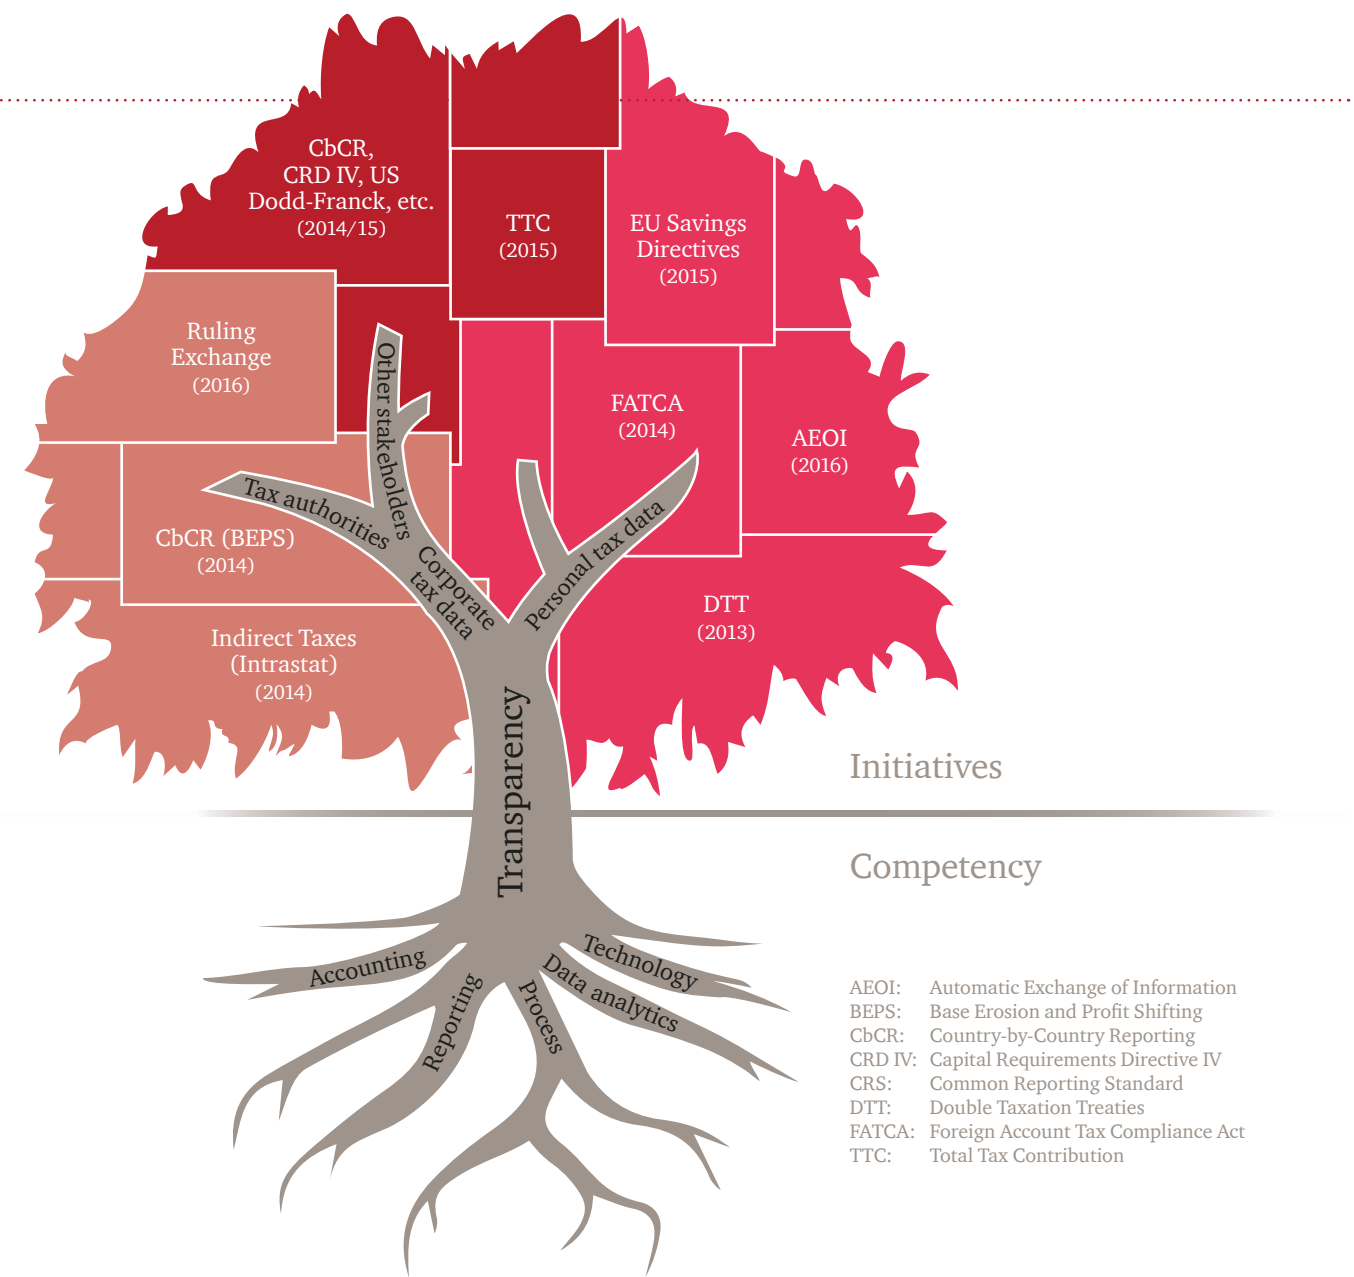 CbCR,
CRD IV, US
Dodd-Franck, etc.
(2014/15)
TTC
(2015)
EU Savings
Directives
(2015)
Ruling
Exchange
(2016)
FATCA
(2014)
AEOI
(2016)
Other stakeholders
Tax authorities
CbCR (BEPS)
(2014)
Corporate
tax data
Personal tax data
DTT
(2013)
Indirect Taxes
(Intrastat)
(2014)
Transparency
Initiatives
Competency
Accounting
Reporting
Process
Data analytics
Technology
AEOI: Automatic Exchange of Information
BEPS: Base Erosion and Profit Shifting
CbCR: Country-by-Country Reporting
CRD IV: Capital Requirements Directive IV
CRS: Common Reporting Standard
DTT: Double Taxation Treaties
FATCA: Foreign Account Tax Compliance Act
TTC: Total Tax Contribution